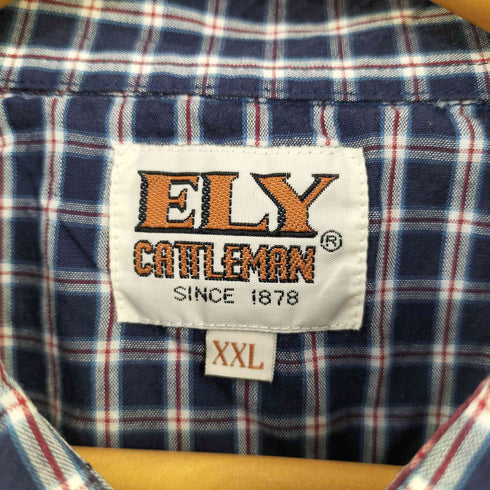 ELY
CATTLEMAN®
SINCE 1878
XXL